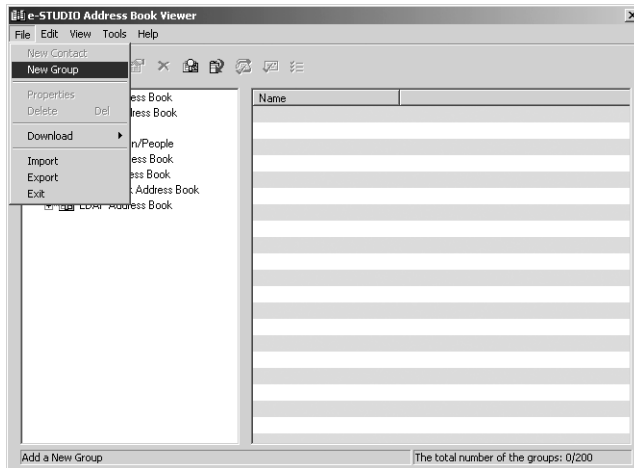 e-STUDIO Address Book Viewer
File Edit View Tools Help
New Contact
New Group
Properties
Delete Del
Download
Import
Export
Exit
ess Book
ress Book
n/People
ess Book
ess Book
Address Book
LDAP Address Book
Name
Add a New Group
The total number of the groups: 0/200